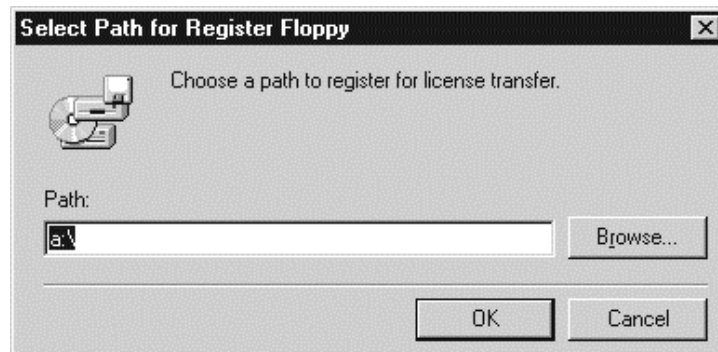 Select Path for Register Floppy
Choose a path to register for license transfer.
Path:
a:\
Browse...
OK
Cancel